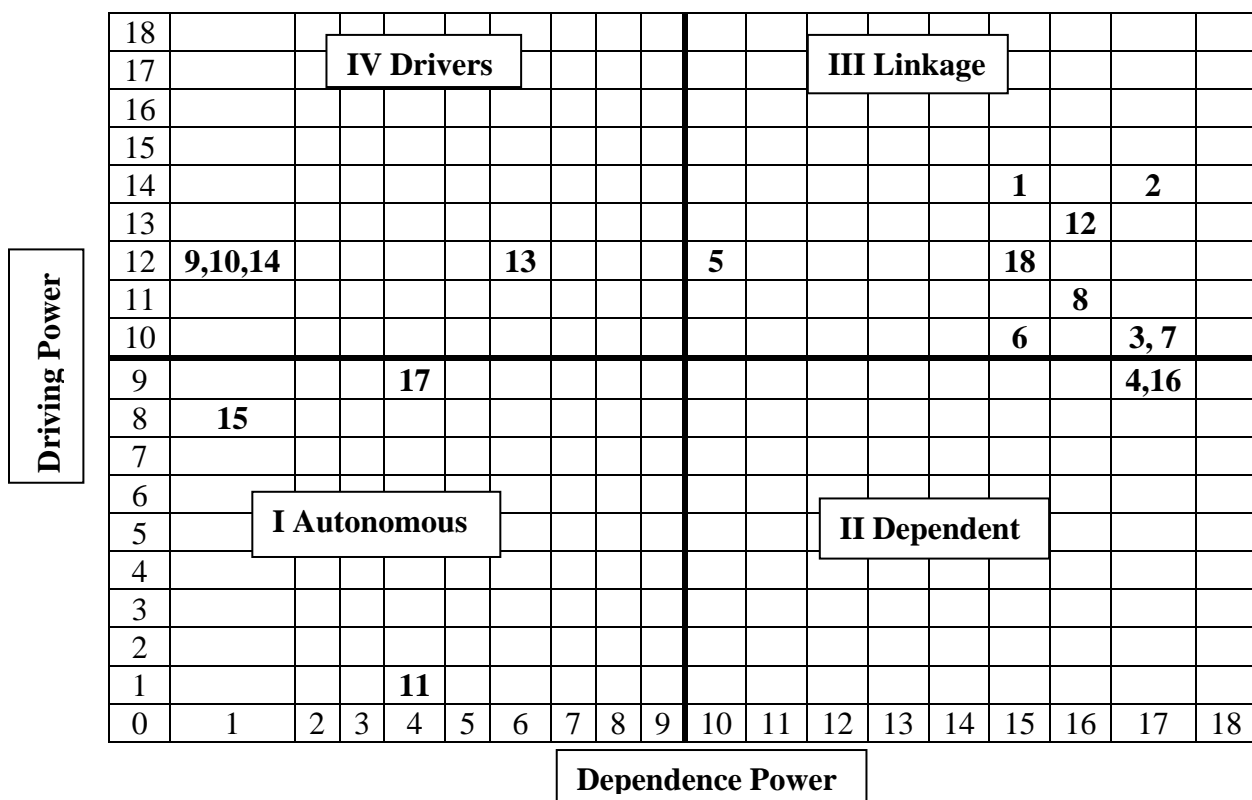 18
IV Drivers III Linkage
17
16
15
14 1 2
13 12
12 9,10,14 13 5 18
11 8
10 6 3, 7
9 17 4,16
8 15
7
6
I Autonomous II Dependent
5
4
3
2
1 11
0 1 2 3 4 5 6 7 8 9 10 11 12 13 14 15 16 17 18
Driving Power
Dependence Power